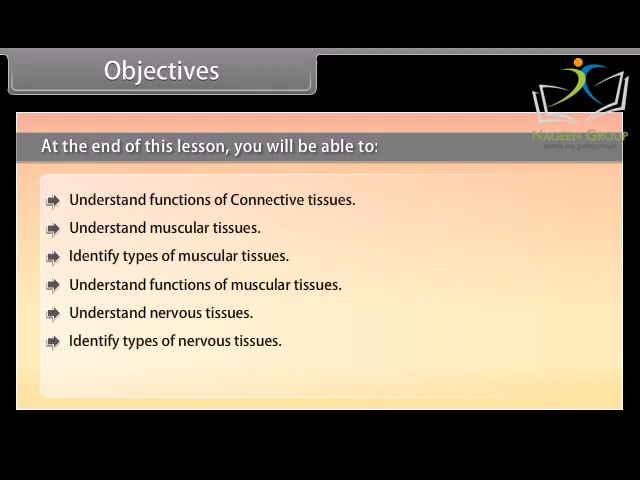 Objectives
NAGEEN GROUP
At the end of this lesson, you will be able to:
Understand functions of Connective tissues.
Understand muscular tissues.
Identify types of muscular tissues.
Understand functions of muscular tissues.
Understand nervous tissues.
Identify types of nervous tissues.